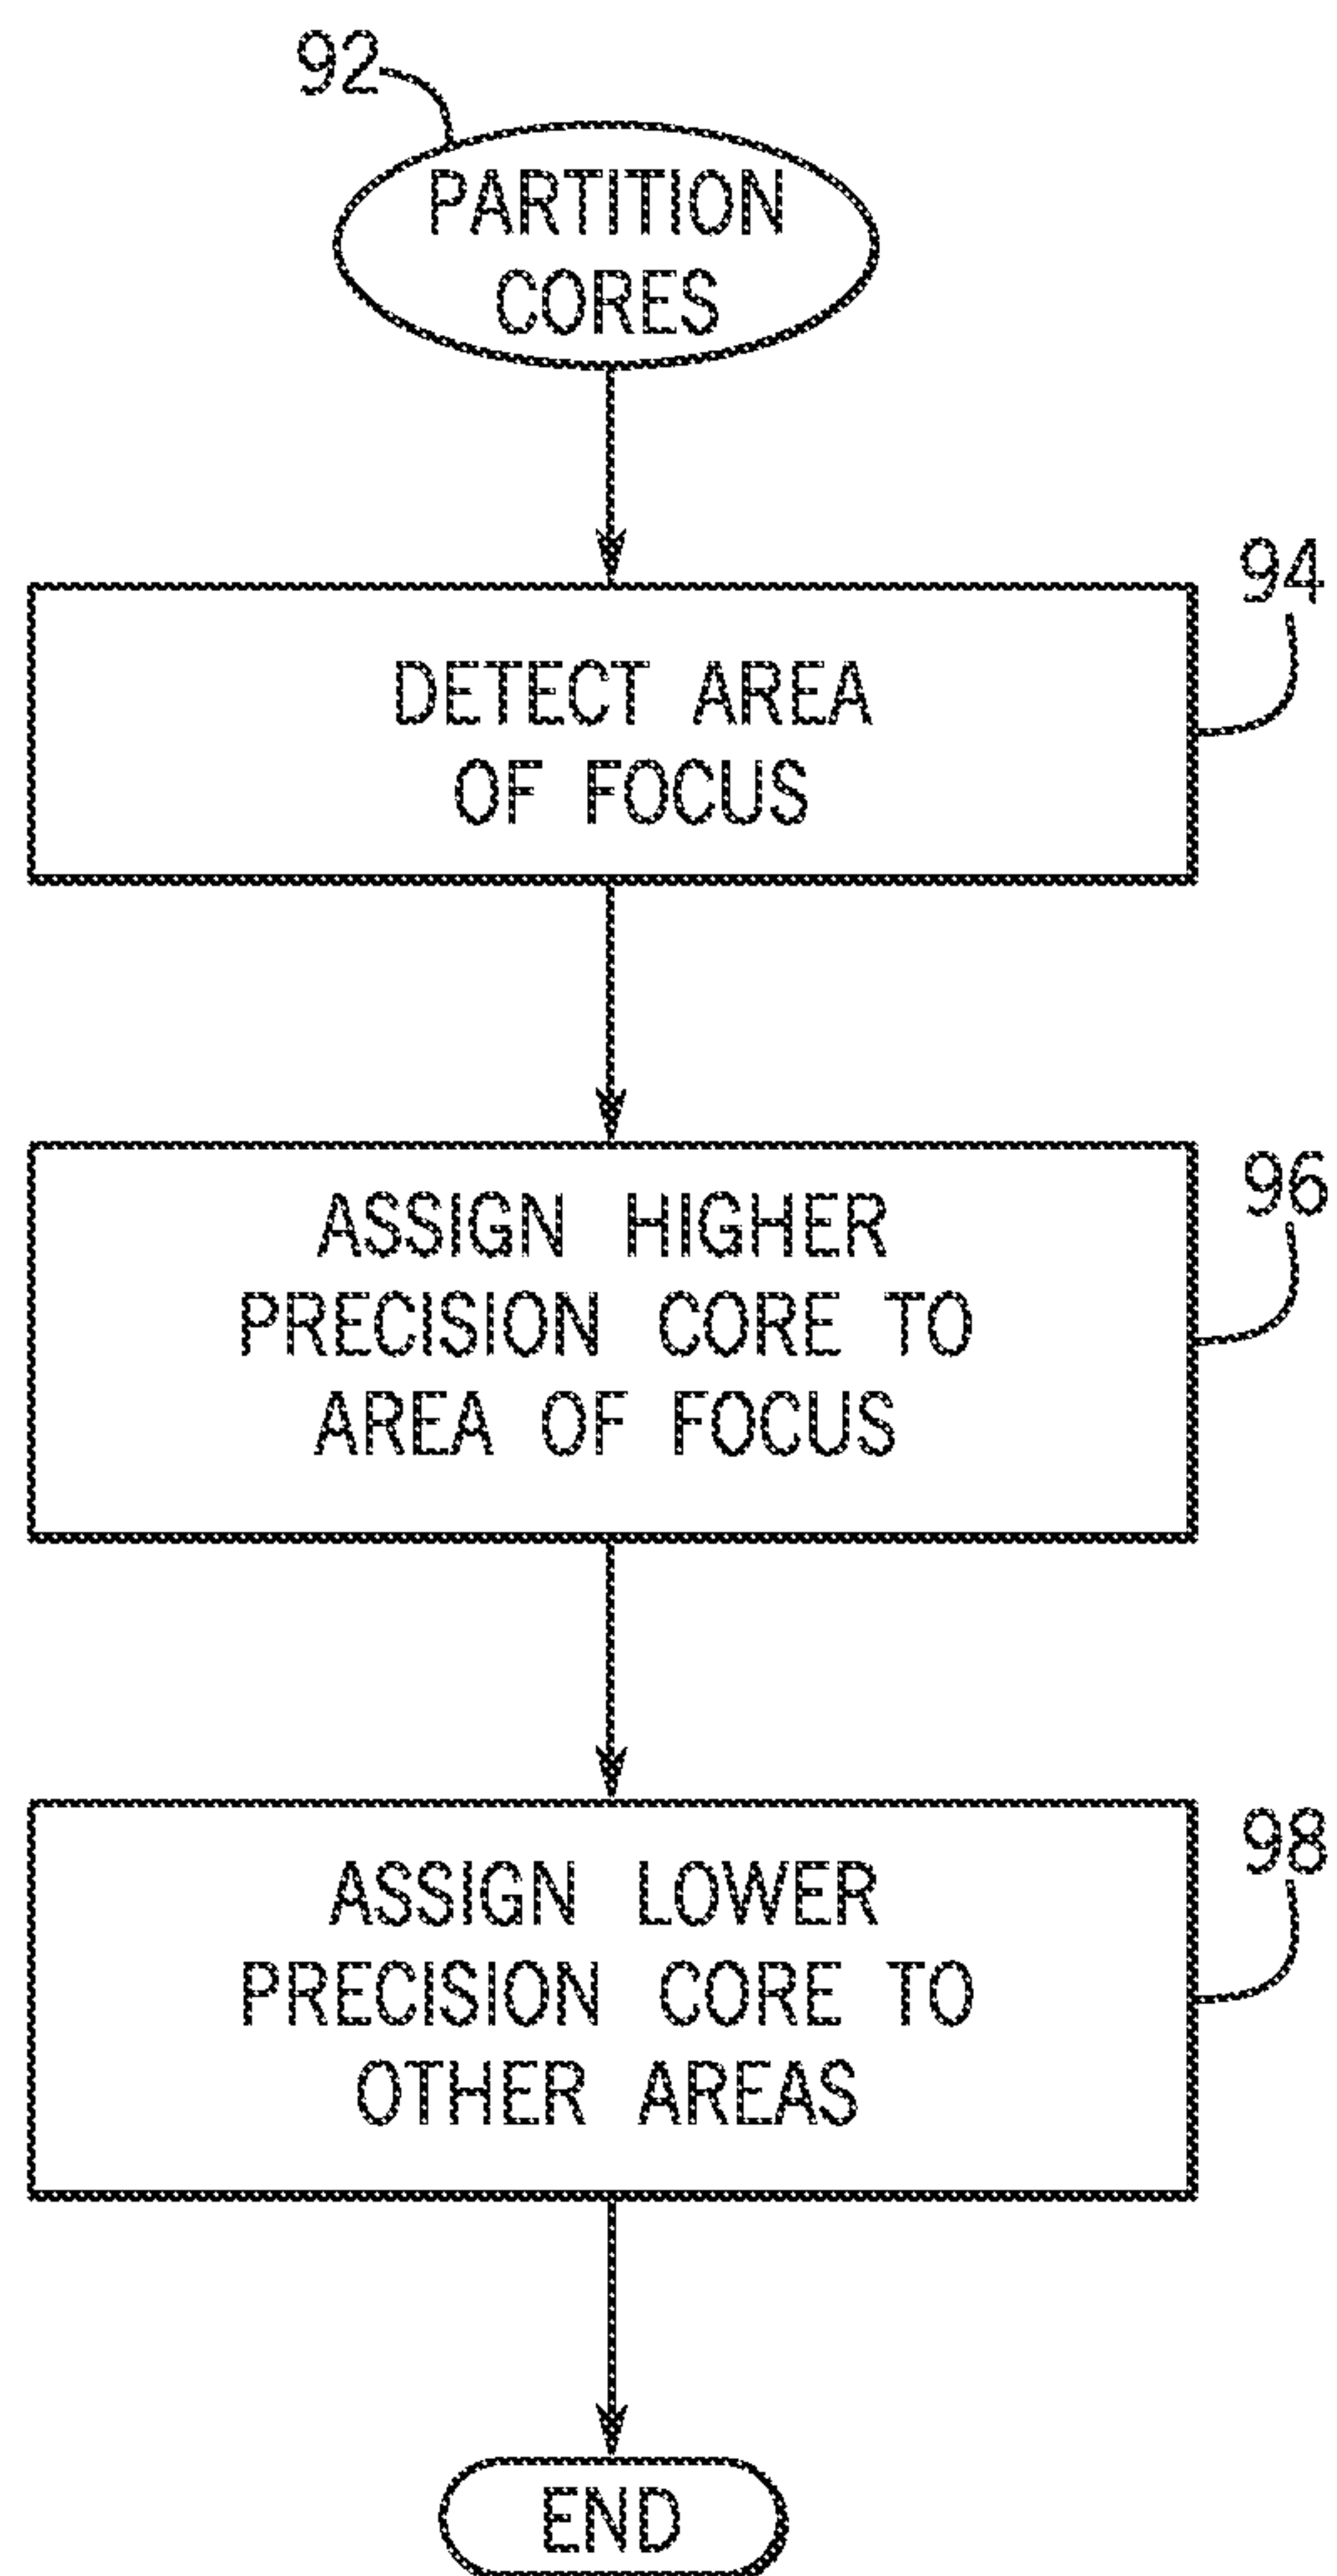 92
PARTITION
CORES
94
DETECT AREA
OF FOCUS
96
ASSIGN HIGHER
PRECISION CORE TO
AREA OF FOCUS
98
ASSIGN LOWER
PRECISION CORE TO
OTHER AREAS
END